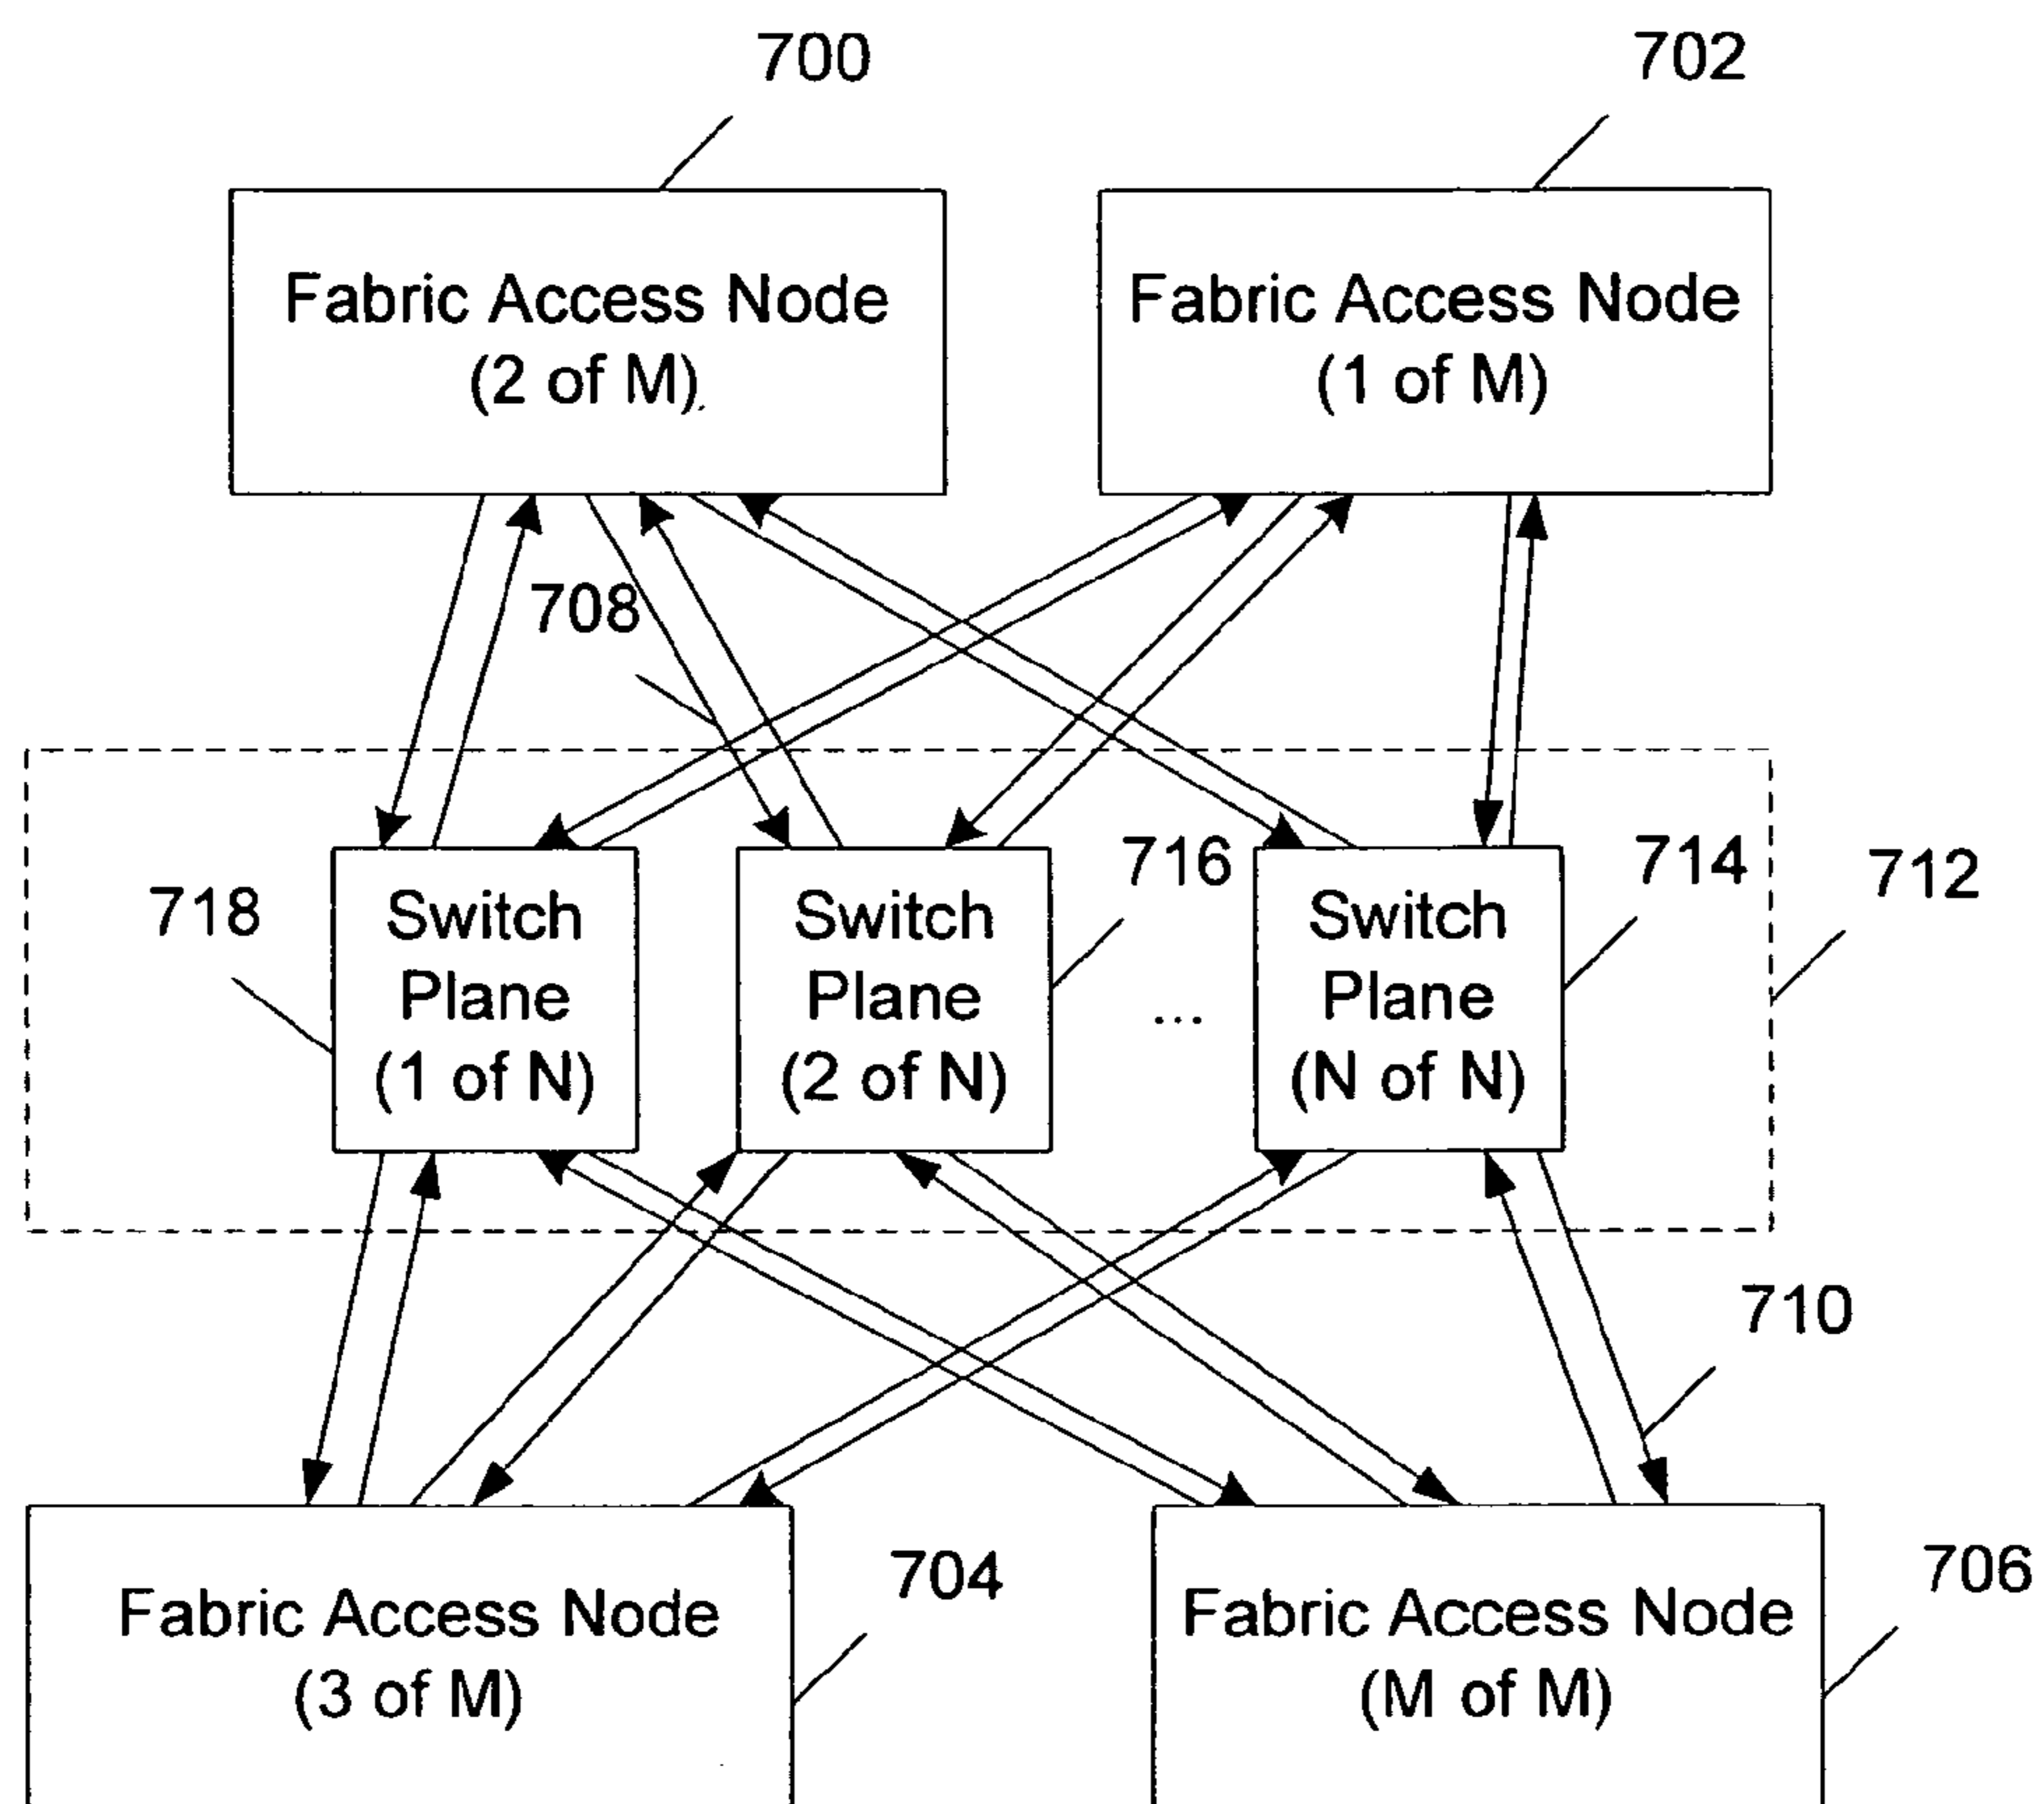 700
702
Fabric Access Node
(2 of M)
Fabric Access Node
(1 of M)
708
716
714
712
718
Switch
Plane
(1 of N)
Switch
Plane
(2 of N)
...
Switch
Plane
(N of N)
710
704
706
Fabric Access Node
(3 of M)
Fabric Access Node
(M of M)